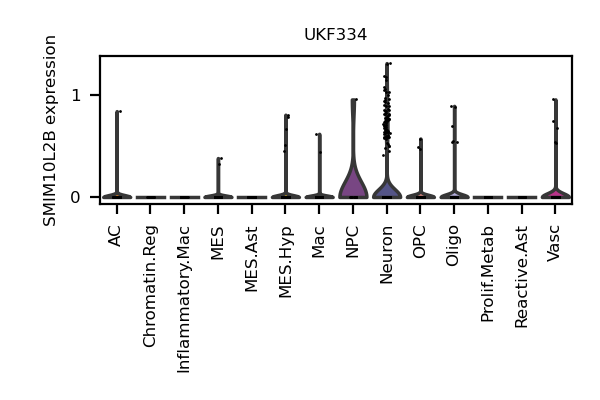 UKF334
SMIM10L2B expression
1
0
AC
Chromatin.Reg
Inflammatory.Mac
MES
MES.Ast
MES.Hyp
Mac
NPC
Neuron
OPC
Oligo
Prolif.Metab
Reactive.Ast
Vasc